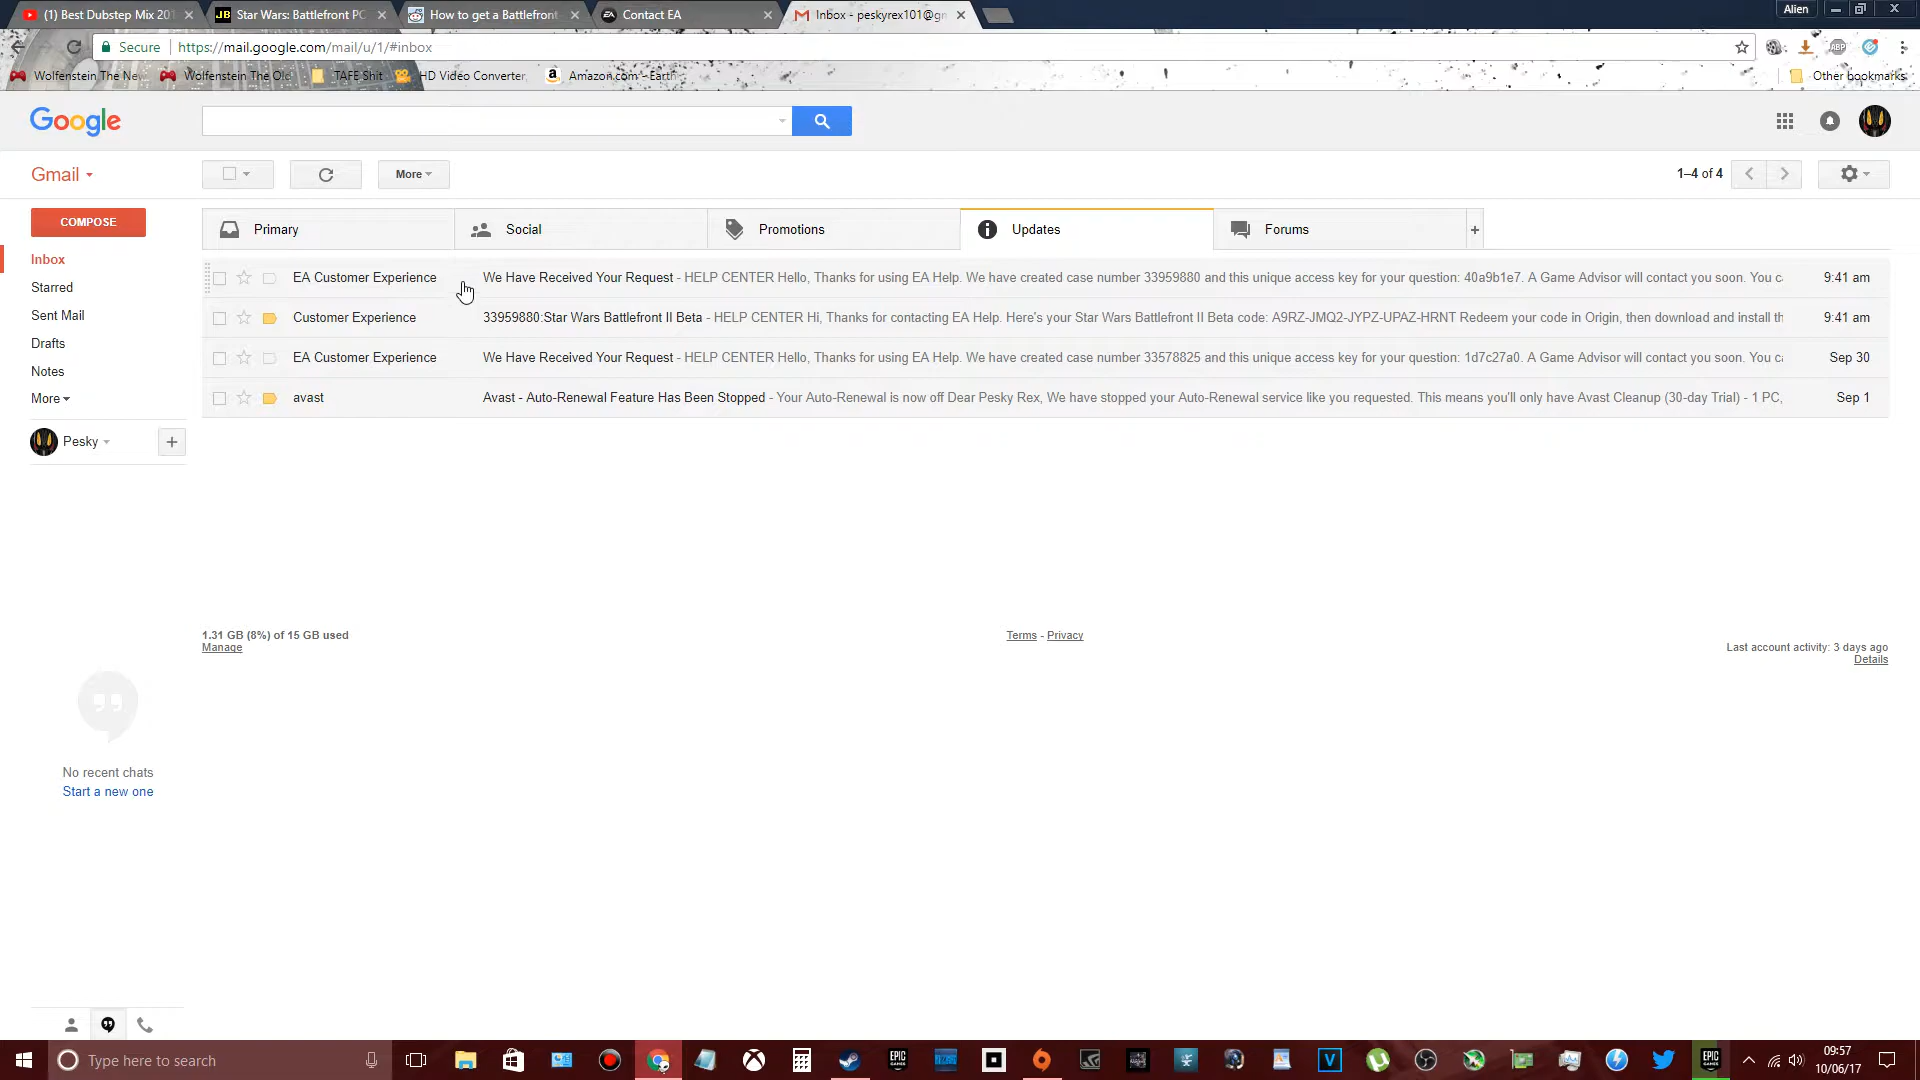 (1) Best Dubstep Mix 201
Star Wars: Battlefront PC
How to get a Battlefront
Contact EA
Inbox - peskyrex101@gm
Alien
Secure https://mail.google.com/mail/u/1/#inbox
Wolfenstein The Ne
Wolfenstein The Old
TAFE Shit
HD Video Converter
Amazon.com - Earth
Other bookmarks
Google
Gmail
More
1–4 of 4
COMPOSE
Primary
Social
Promotions
Updates
Forums
+
Inbox
Starred
Sent Mail
Drafts
Notes
More
Pesky
+
EA Customer Experience We Have Received Your Request - HELP CENTER Hello, Thanks for using EA Help. We have created case number 33959880 and this unique access key for your question: 40a9b1e7. A Game Advisor will contact you soon. You ca 9:41 am
Customer Experience 33959880:Star Wars Battlefront II Beta - HELP CENTER Hi, Thanks for contacting EA Help. Here's your Star Wars Battlefront II Beta code: A9RZ-JMQ2-JYPZ-UPAZ-HRNT Redeem your code in Origin, then download and install th 9:41 am
EA Customer Experience We Have Received Your Request - HELP CENTER Hello, Thanks for using EA Help. We have created case number 33578825 and this unique access key for your question: 1d7c27a0. A Game Advisor will contact you soon. You ca Sep 30
avast Avast - Auto-Renewal Feature Has Been Stopped - Your Auto-Renewal is now off Dear Pesky Rex, We have stopped your Auto-Renewal service like you requested. This means you'll only have Avast Cleanup (30-day Trial) - 1 PC, Sep 1
1.31 GB (8%) of 15 GB used
Manage
Terms - Privacy
Last account activity: 3 days ago
Details
No recent chats
Start a new one
Type here to search
EPIC GAMES
EPIC GAMES
09:57
10/06/17